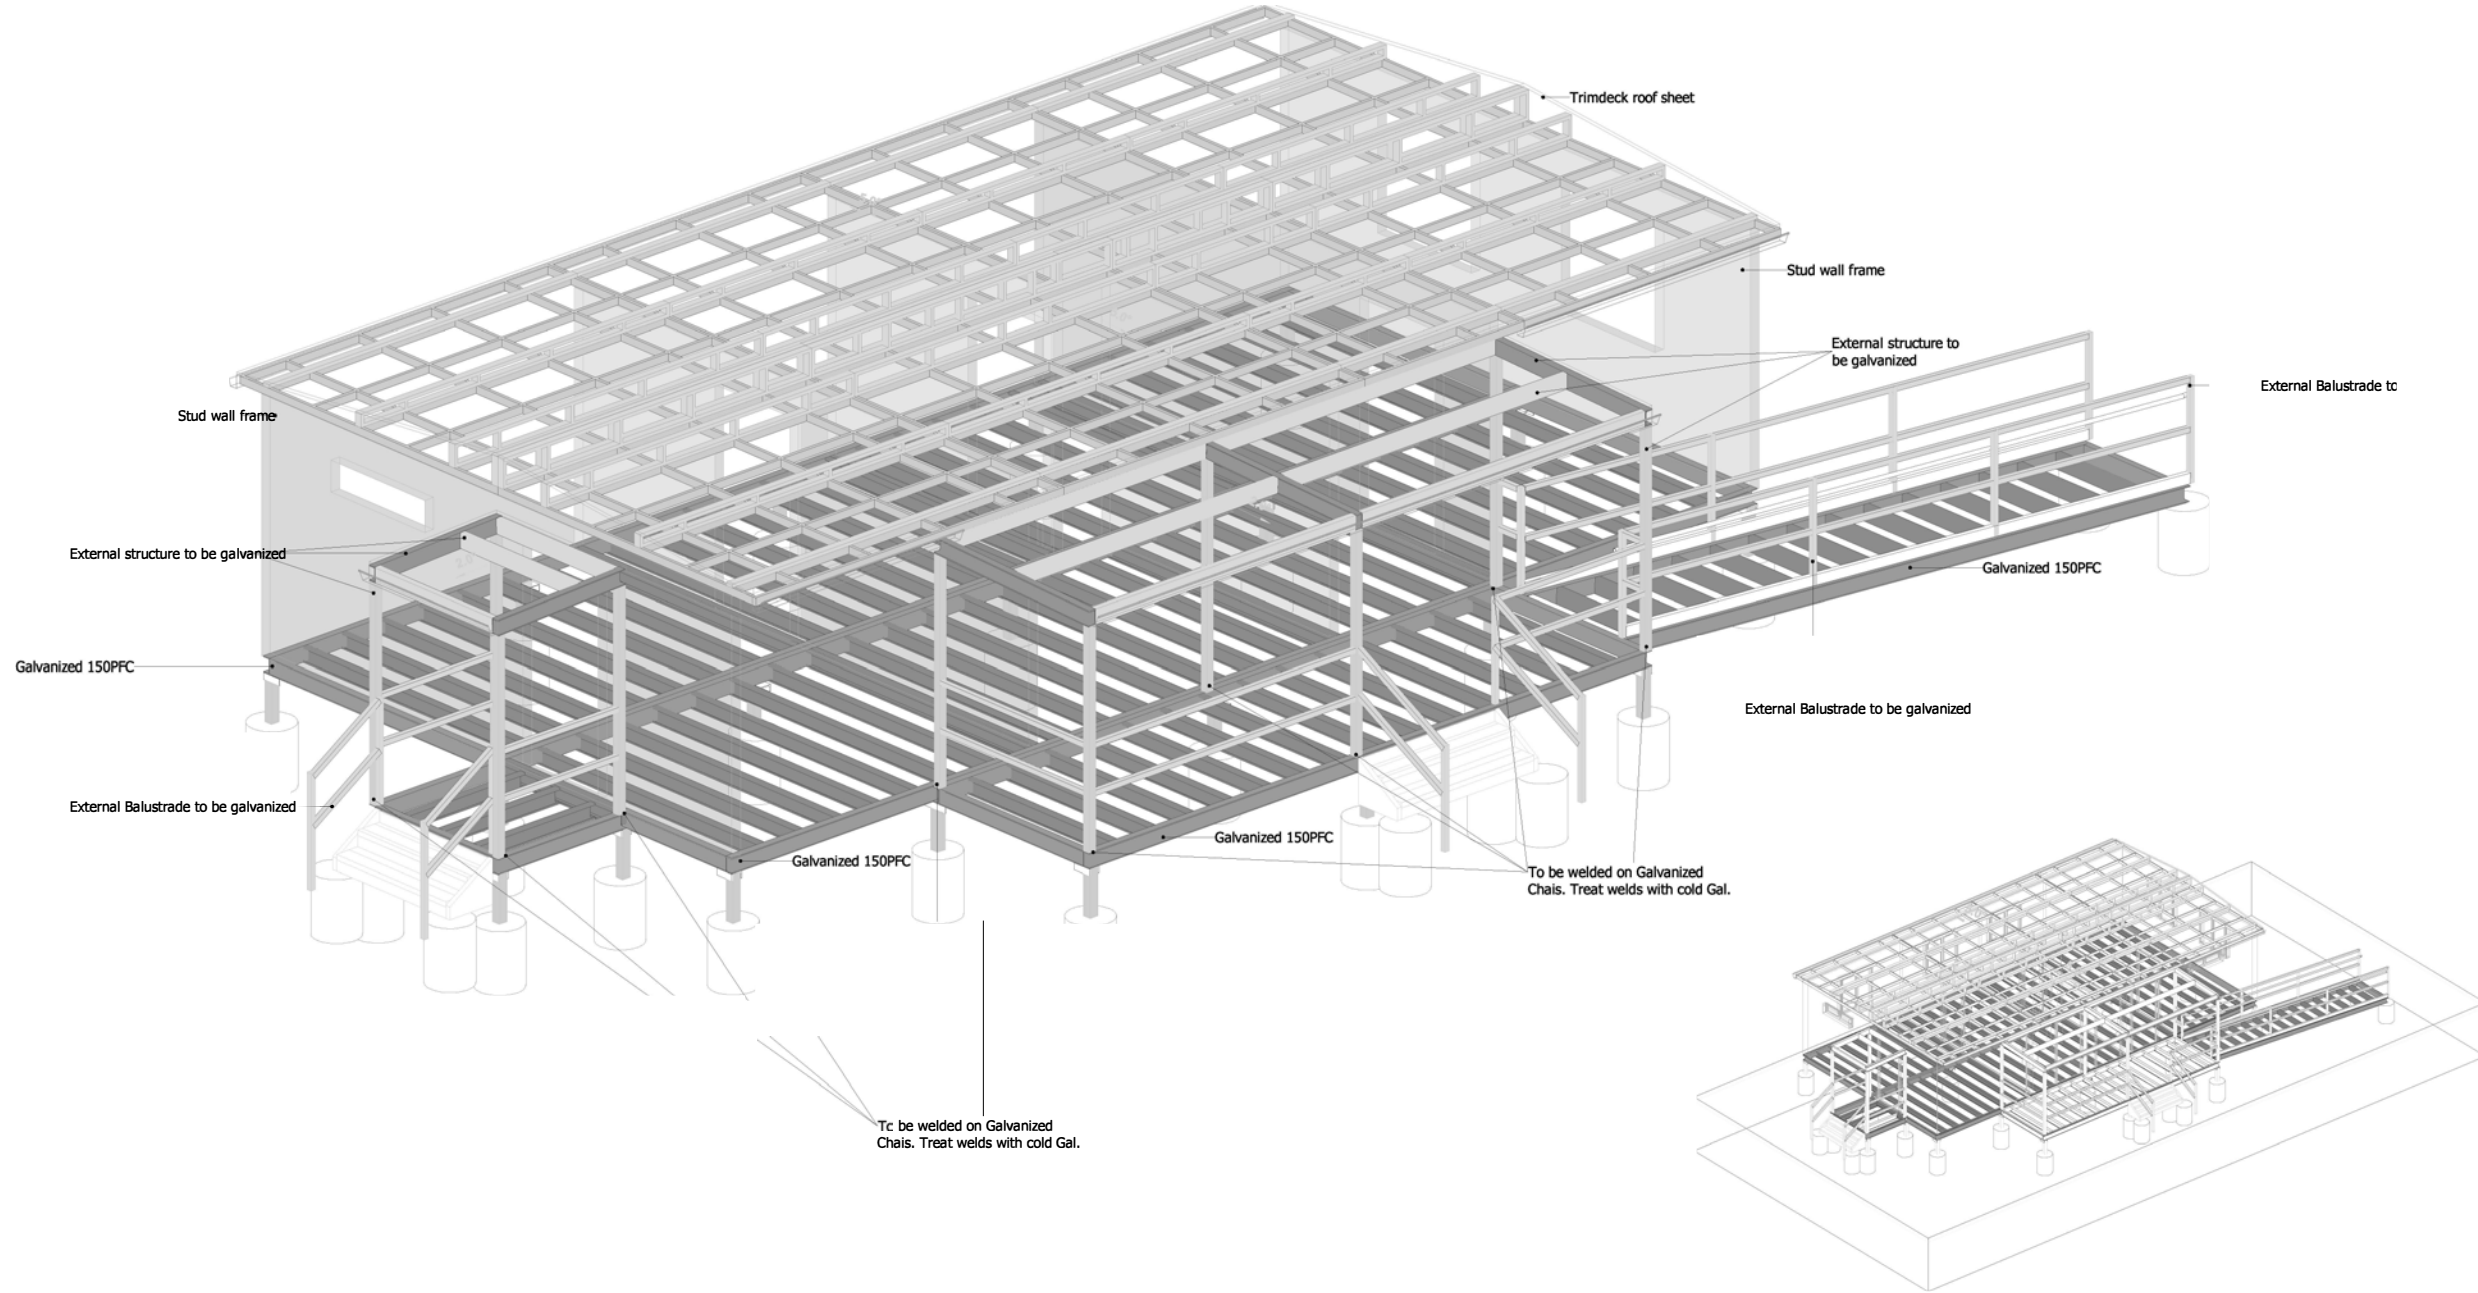 Trimdeck roof sheet
Stud wall frame
External structure to
be galvanized
External Balustrade to
Stud wall frame
External structure to be galvanized
Galvanized 150PFC
Galvanized 150PFC
External Balustrade to be galvanized
External Balustrade to be galvanized
Galvanized 150PFC
Galvanized 150PFC
To be welded on Galvanized
Chais. Treat welds with cold Gal.
To be welded on Galvanized
Chais. Treat welds with cold Gal.